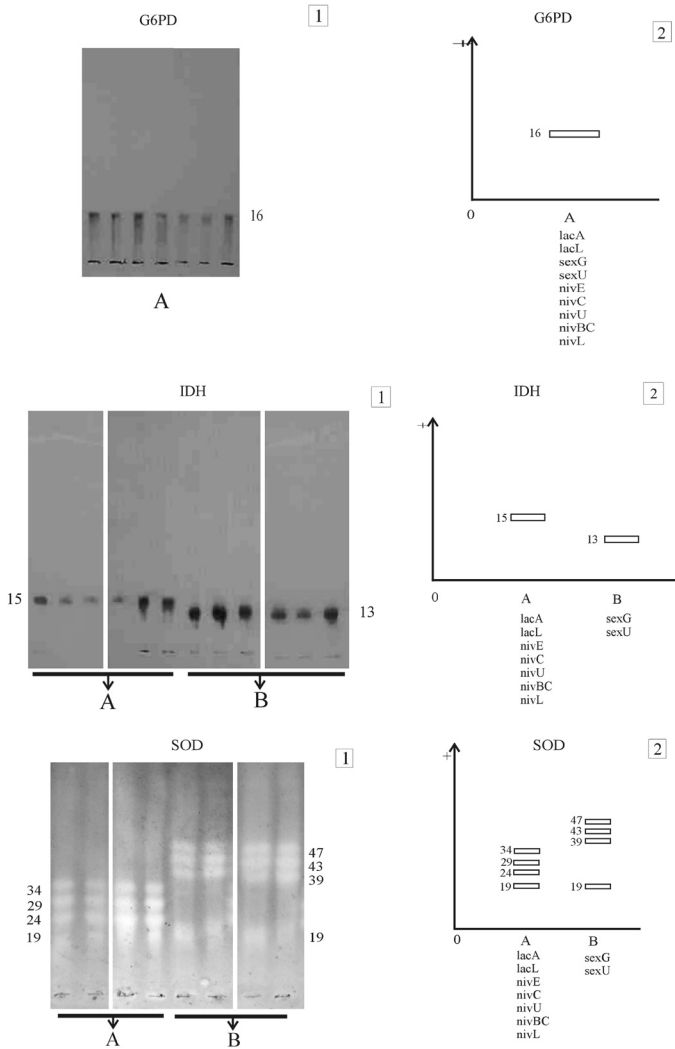 G6PD
1
16
A
G6PD
2
+
16
0
A
lacA
lacL
sexG
sexU
nivE
nivC
nivU
nivBC
nivL
IDH
1
15
13
A
B
IDH
2
+
15
13
0
A
B
lacA
sexG
lacL
sexU
nivE
nivC
nivU
nivBC
nivL
SOD
1
47
43
34
39
29
24
19
19
A
B
SOD
2
+
47
43
34
39
29
24
19
19
0
A
B
lacA
sexG
lacL
sexU
nivE
nivC
nivU
nivBC
nivL